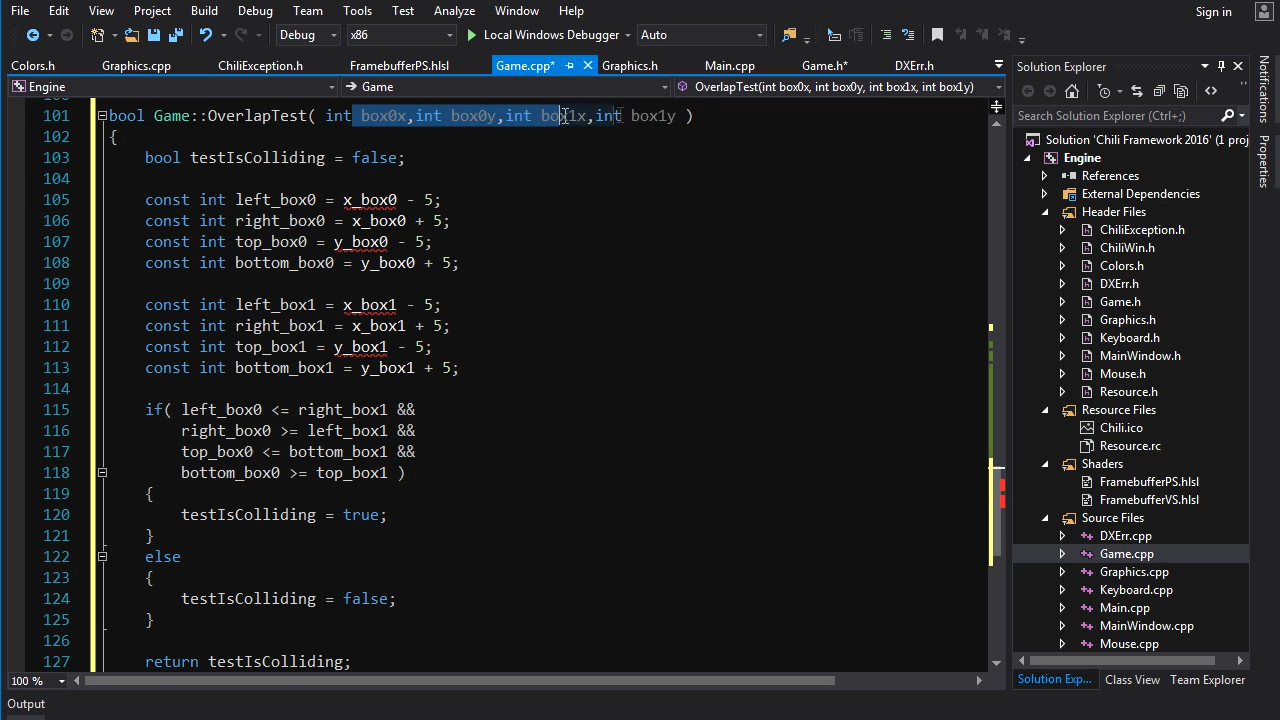 File Edit View Project Build Debug Team Tools Test Analyze Window Help Sign in
Debug x86 Local Windows Debugger Auto
Colors.h Graphics.cpp ChiliException.h FramebufferPS.hlsl Game.cpp* Graphics.h Main.cpp Game.h* DXErr.h
Engine Game OverlapTest(int box0x, int box0y, int box1x, int box1y)
101 bool Game::OverlapTest( int box0x,int box0y,int box1x,int box1y )
102 {
103 bool testIsColliding = false;
104
105 const int left_box0 = x_box0 - 5;
106 const int right_box0 = x_box0 + 5;
107 const int top_box0 = y_box0 - 5;
108 const int bottom_box0 = y_box0 + 5;
109
110 const int left_box1 = x_box1 - 5;
111 const int right_box1 = x_box1 + 5;
112 const int top_box1 = y_box1 - 5;
113 const int bottom_box1 = y_box1 + 5;
114
115 if( left_box0 <= right_box1 &&
116 right_box0 >= left_box1 &&
117 top_box0 <= bottom_box1 &&
118 bottom_box0 >= top_box1 )
119 {
120 testIsColliding = true;
121 }
122 else
123 {
124 testIsColliding = false;
125 }
126
127 return testIsColliding;
100 %
Output
Solution Explorer
Search Solution Explorer (Ctrl+;)
Solution 'Chili Framework 2016' (1 proj
Engine
References
External Dependencies
Header Files
ChiliException.h
ChiliWin.h
Colors.h
DXErr.h
Game.h
Graphics.h
Keyboard.h
MainWindow.h
Mouse.h
Resource.h
Resource Files
Chili.ico
Resource.rc
Shaders
FramebufferPS.hlsl
FramebufferVS.hlsl
Source Files
DXErr.cpp
Game.cpp
Graphics.cpp
Keyboard.cpp
Main.cpp
MainWindow.cpp
Mouse.cpp
Solution Exp... Class View Team Explorer
Notifications
Properties